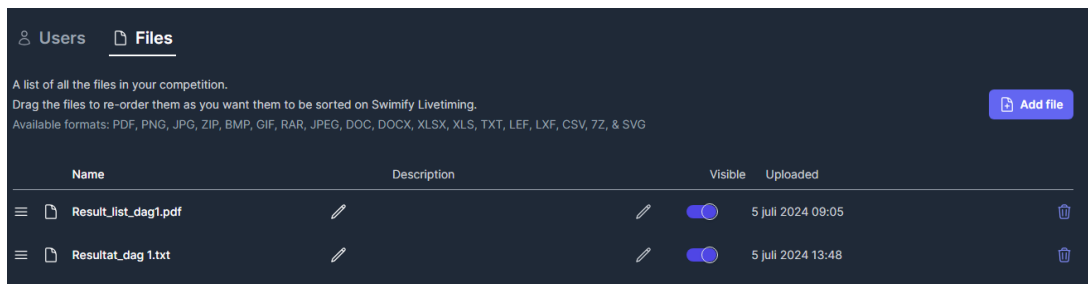 Users Files
A list of all the files in your competition.
Drag the files to re-order them as you want them to be sorted on Swimify Livetiming.
Add file
Available formats: PDF, PNG, JPG, ZIP, BMP, GIF, RAR, JPEG, DOC, DOCX, XLSX, XLS, TXT, LEF, LXF, CSV, 7Z, & SVG
Name Description Visible Uploaded
Result_list_dag1.pdf 5 juli 2024 09:05
Resultat_dag 1.txt 5 juli 2024 13:48